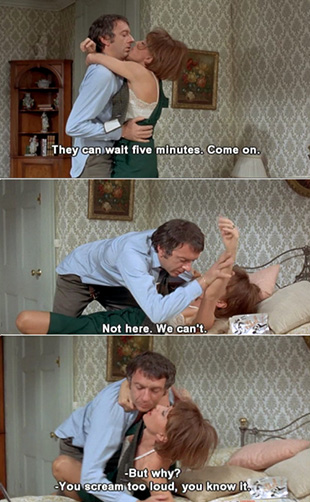 They can wait five minutes. Come on.
Not here. We can't.
-But why?
-You scream too loud, you know it.